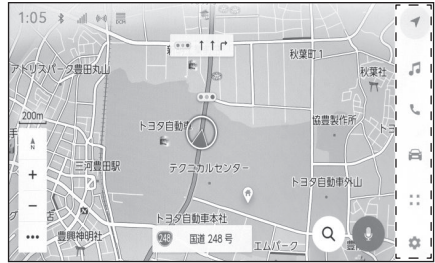 1:05
DCM
秋葉町1
アドリスパーク豊田丸山
秋葉社
200m
トヨタ自動車
協豊製作所
N
三河豊田駅
テクニカルセンター
トヨタ自動車外山
トヨタ自動車本社
豊興神明社
248 国道 248 号
エムパーク